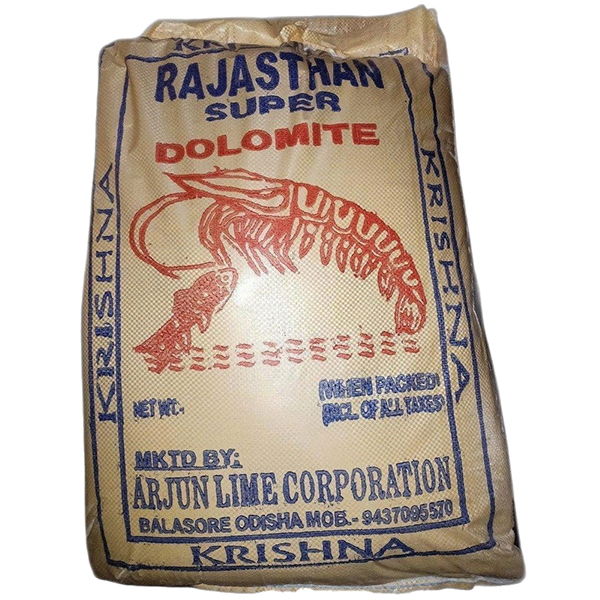 KRISHNA
RAJASTHAN
SUPER
DOLOMITE
KRISHNA
KRISHNA
NET WT.-
(WHEN PACKED)
(INCL. OF ALL TAXES)
MKTD BY:
ARJUN LIME CORPORATION
BALASORE ODISHA MOB.- 9437095570
KRISHNA